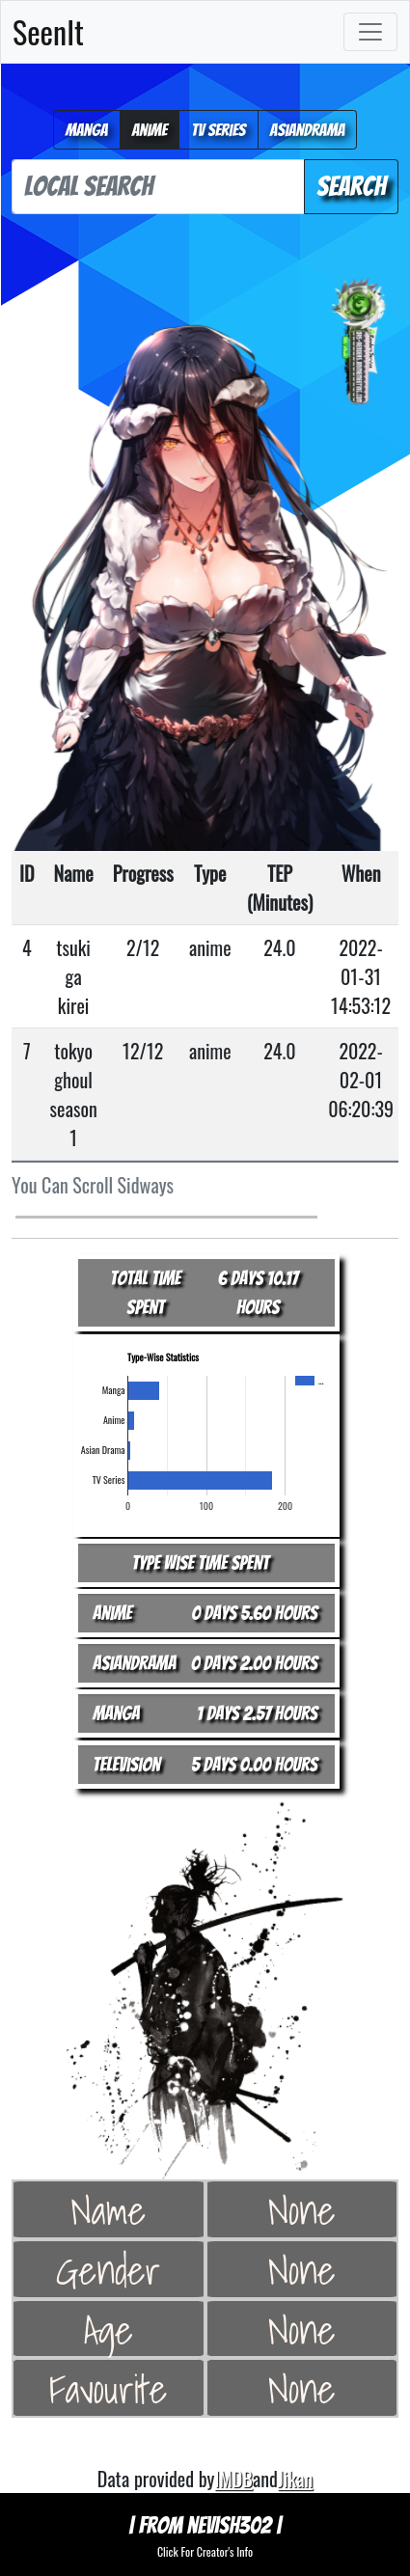 SeenIt
MANGA ANIME TV SERIES ASIANDRAMA
LOCAL SEARCH SEARCH
ID Name Progress Type TEP (Minutes) When
4 tsuki ga kirei 2/12 anime 24.0 2022-01-31 14:53:12
7 tokyo ghoul season 1 12/12 anime 24.0 2022-02-01 06:20:39
You Can Scroll Sidways
TOTAL TIME SPENT 6 DAYS 10.17 HOURS
Type-Wise Statistics
Manga
Anime
Asian Drama
TV Series
0 100 200
TYPE WISE TIME SPENT
ANIME 0 DAYS 5.60 HOURS
ASIANDRAMA 0 DAYS 2.00 HOURS
MANGA 1 DAYS 2.57 HOURS
TELEVISION 5 DAYS 0.00 HOURS
Name None
Gender None
Age None
Favourite None
Data provided by IMDB and Jikan
| FROM NEVISH302 |
Click For Creator's Info